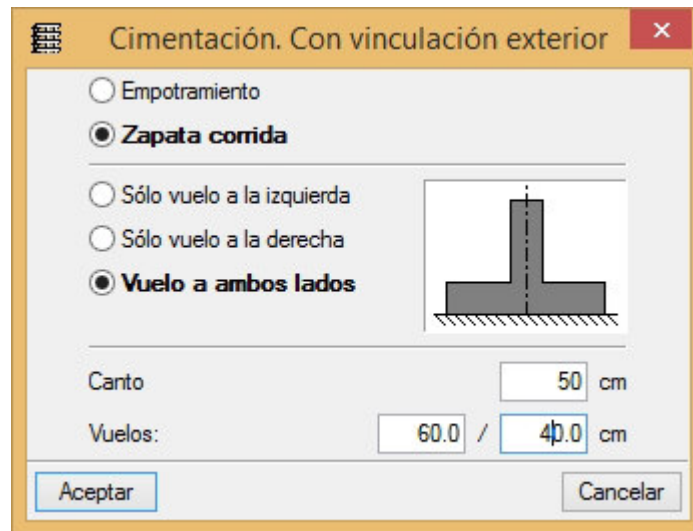 Cimentación. Con vinculación exterior
Empotramiento
Zapata corrida
Sólo vuelo a la izquierda
Sólo vuelo a la derecha
Vuelo a ambos lados
Canto 50 cm
Vuelos: 60.0 / 40.0 cm
Aceptar Cancelar